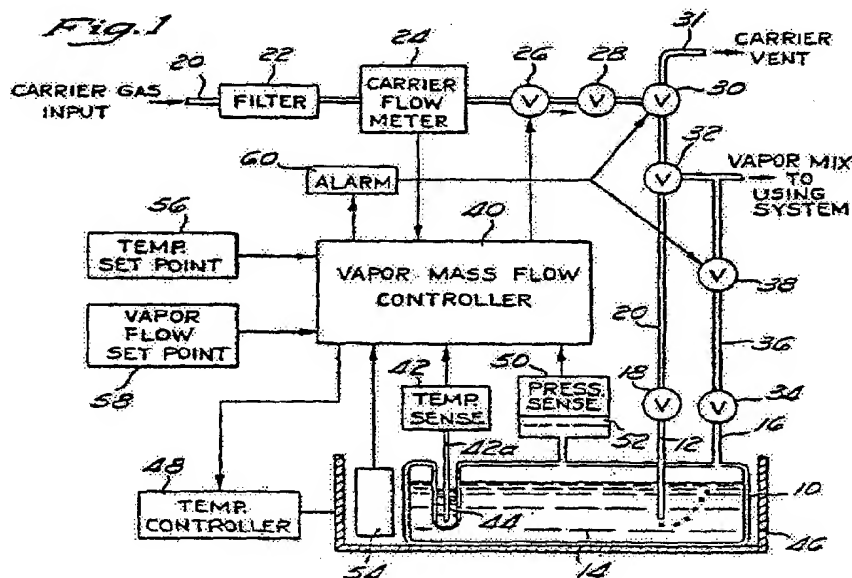 Fig. 1
31
CARRIER VENT
20
22
24
26
28
30
CARRIER GAS INPUT
FILTER
CARRIER FLOW METER
V
V
V
32
V
VAPOR MIX TO USING SYSTEM
60
ALARM
56
TEMP. SET POINT
40
VAPOR MASS FLOW CONTROLLER
V
38
VAPOR FLOW SET POINT
58
20
36
42
TEMP. SENSE
50
PRESS. SENSE
52
18
V
V
34
42a
12
16
48
TEMP. CONTROLLER
44
10
46
54
14